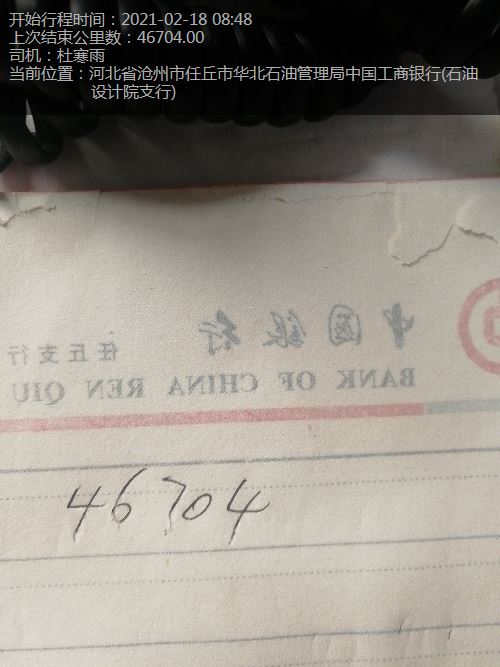 开始行程时间：2021-02-18 08:48
上次结束公里数：46704.00
司机：杜寒雨
当前位置：河北省沧州市任丘市华北石油管理局中国工商银行(石油
设计院支行)
中国银行
任丘支行
BANK OF CHINA REN QIU
46704